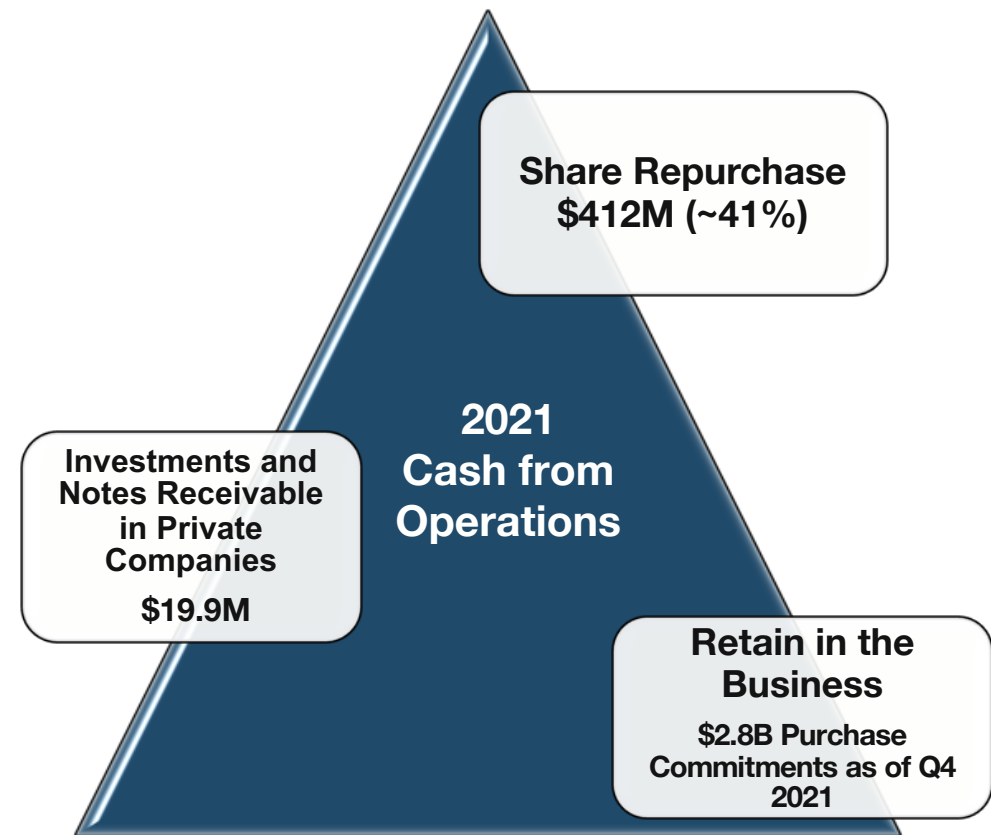 Share Repurchase
$412M (~41%)
2021
Cash from
Operations
Investments and
Notes Receivable
in Private
Companies
$19.9M
Retain in the
Business
$2.8B Purchase
Commitments as of Q4
2021